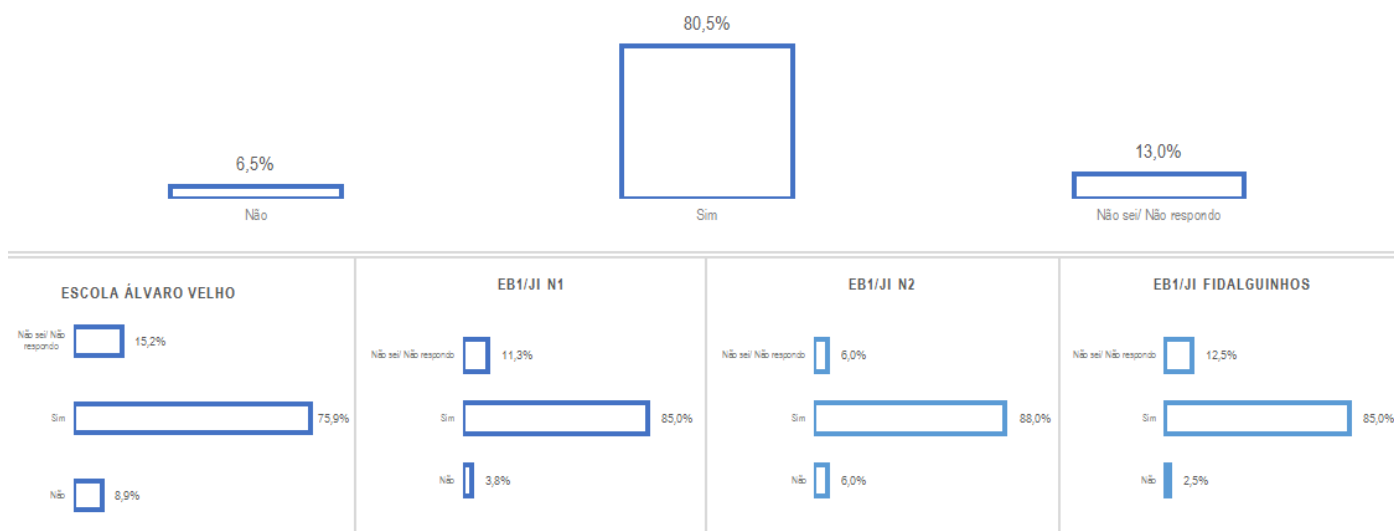 80,5%
6,5%
13,0%
Não
Sim
Não sei/ Não respondo
ESCOLA ÁLVARO VELHO
Não sei/ Não
respondo
15,2%
Sim
75,9%
Não
8,9%
EB1/JI N1
Não sei/ Não respondo
11,3%
Sim
85,0%
Não
3,8%
EB1/JI N2
Não sei/ Não respondo
6,0%
Sim
88,0%
Não
6,0%
EB1/JI FIDALGUINHOS
Não sei/ Não respondo
12,5%
Sim
85,0%
Não
2,5%